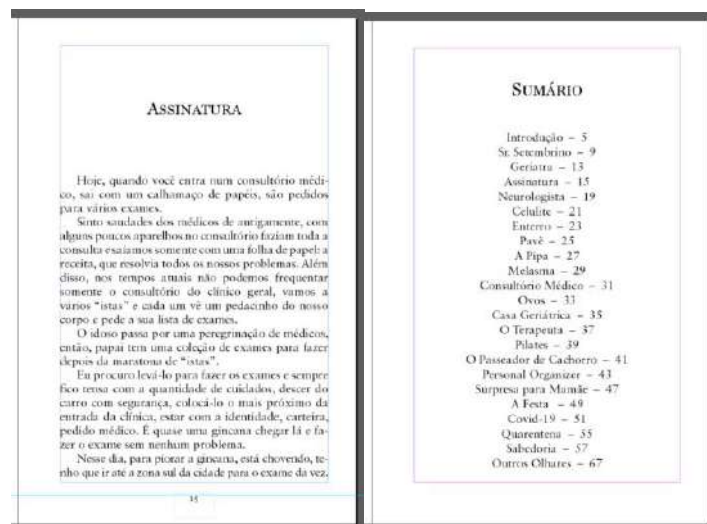 ASSINATURA
Hoje, quando você entra num consultório médi-
co, sai com um calhamaço de papéis, são pedidos
para vários exames.
Sinto saudades dos médicos de antigamente, com
alguns poucos aparelhos no consultório faziam toda a
consulta e saíamos somente com uma folha de papel: a
receita, que resolvia todos os nossos problemas. Além
disso, nos tempos atuais não podemos frequentar
somente o consultório do clínico geral, vamos a
vários “istas” e cada um vê um pedacinho do nosso
corpo e pede a sua lista de exames.
O idoso passa por uma peregrinação de médicos,
então, papai tem uma coleção de exames para fazer
depois da maratona de “istas”.
Eu procuro levá-lo para fazer os exames e sempre
fico tensa com a quantidade de cuidados, descer do
carro com segurança, colocá-lo o mais próximo da
entrada da clínica, estar com a identidade, carteira,
pedido médico. É quase uma gincana chegar lá e fa-
zer o exame sem nenhum problema.
Nesse dia, para piorar a gincana, está chovendo, te-
nho que ir até a zona sul da cidade para o exame da vez.
15
SUMÁRIO
Introdução – 5
Sr. Setembrino – 9
Geriatra – 13
Assinatura – 15
Neurologista – 19
Celulite – 21
Enterro – 23
Pavê – 25
A Pipa – 27
Melasma – 29
Consultório Médico – 31
Ovos – 33
Casa Geriátrica – 35
O Terapeuta – 37
Pilates – 39
O Passeador de Cachorro – 41
Personal Organizer – 43
Surpresa para Mamãe – 47
A Festa – 49
Covid-19 – 51
Quarentena – 55
Sabedoria – 57
Outros Olhares – 67